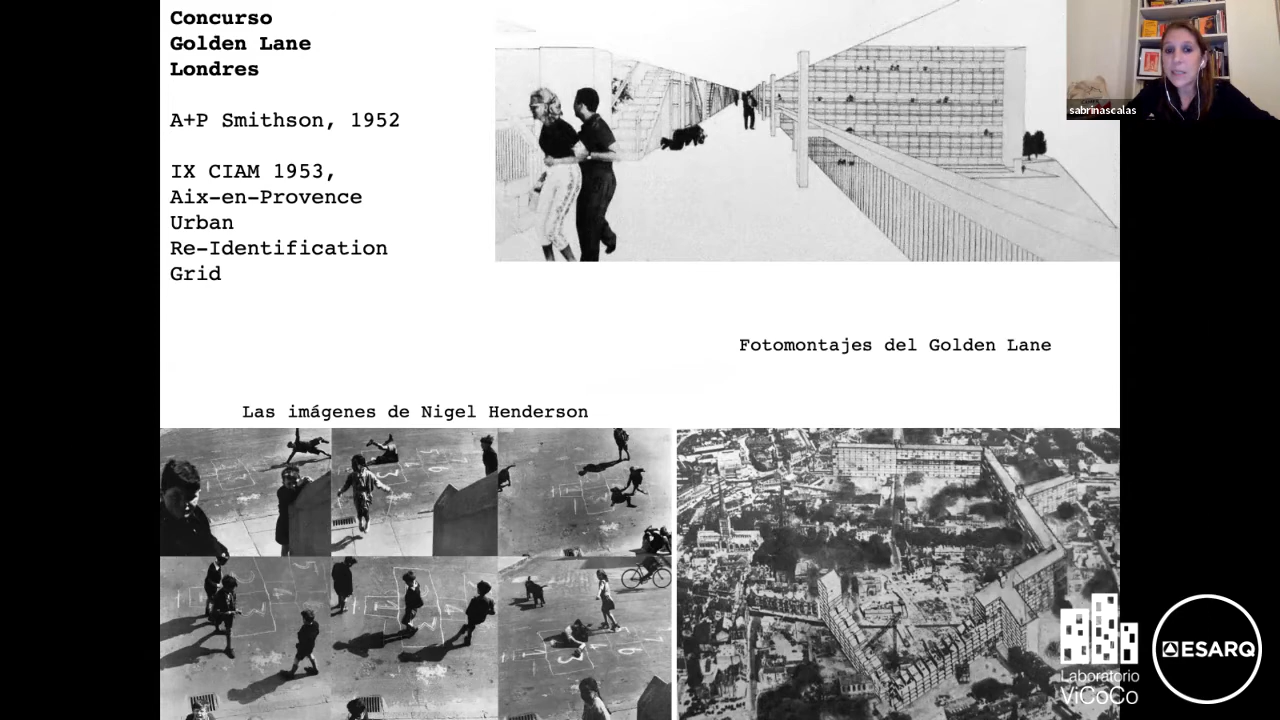 Concurso
Golden Lane
Londres
A+P Smithson, 1952
IX CIAM 1953,
Aix-en-Provence
Urban
Re-Identification
Grid
sabrinascalas
Fotomontajes del Golden Lane
Las imágenes de Nigel Henderson
Laboratorio
ViCoCo
ESARQ